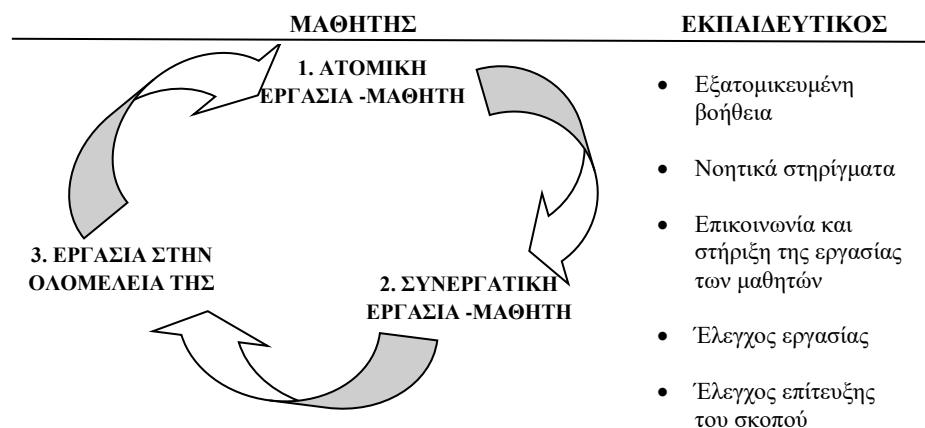 ΜΑΘΗΤΗΣ ΕΚΠΑΙΔΕΥΤΙΚΟΣ
1. ΑΤΟΜΙΚΗ
ΕΡΓΑΣΙΑ -ΜΑΘΗΤΗ
2. ΣΥΝΕΡΓΑΤΙΚΗ
ΕΡΓΑΣΙΑ -ΜΑΘΗΤΗ
3. ΕΡΓΑΣΙΑ ΣΤΗΝ
ΟΛΟΜΕΛΕΙΑ ΤΗΣ
• Εξατομικευμένη
βοήθεια
• Νοητικά στηρίγματα
• Επικοινωνία και
στήριξη της εργασίας
των μαθητών
• Έλεγχος εργασίας
• Έλεγχος επίτευξης
του σκοπού